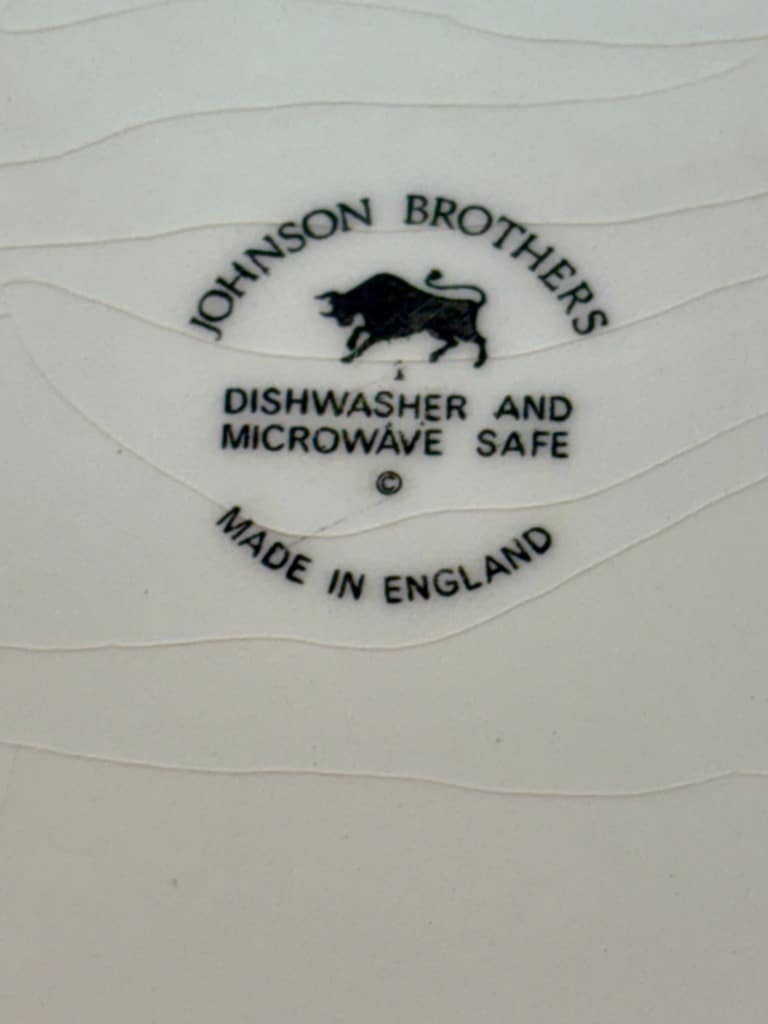 JOHNSON BROTHERS
DISHWASHER AND
MICROWAVE SAFE
©
MADE IN ENGLAND